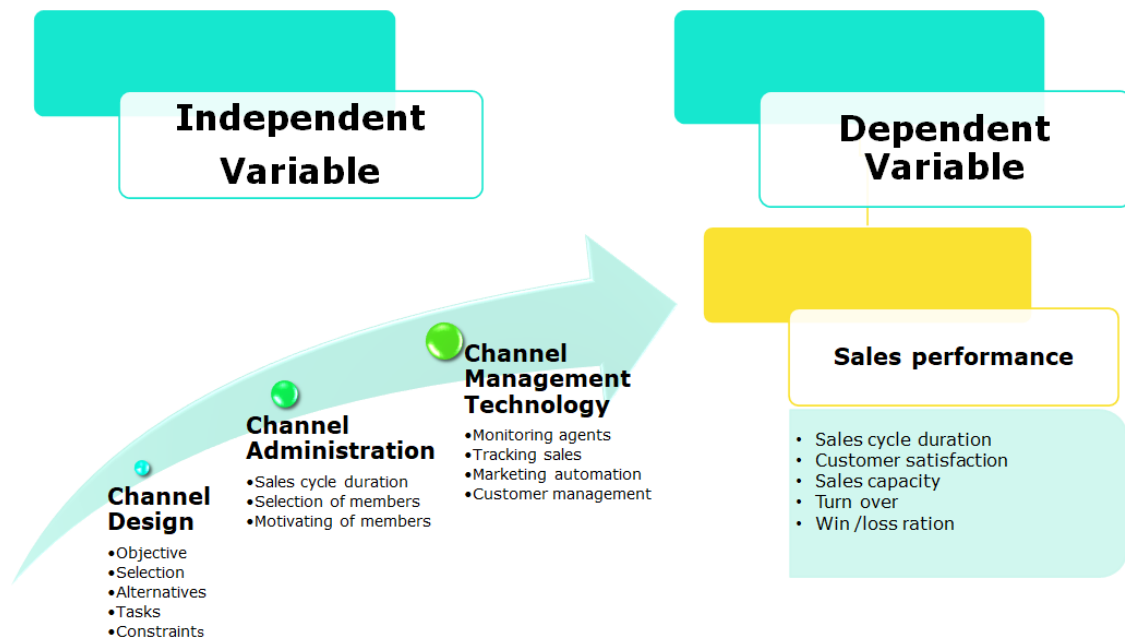 Independent
Variable
Dependent
Variable
Channel
Design
•Objective
•Selection
•Alternatives
•Tasks
•Constraints
Channel
Administration
•Sales cycle duration
•Selection of members
•Motivating of members
Channel
Management
Technology
•Monitoring agents
•Tracking sales
•Marketing automation
•Customer management
Sales performance
• Sales cycle duration
• Customer satisfaction
• Sales capacity
• Turn over
• Win /loss ration